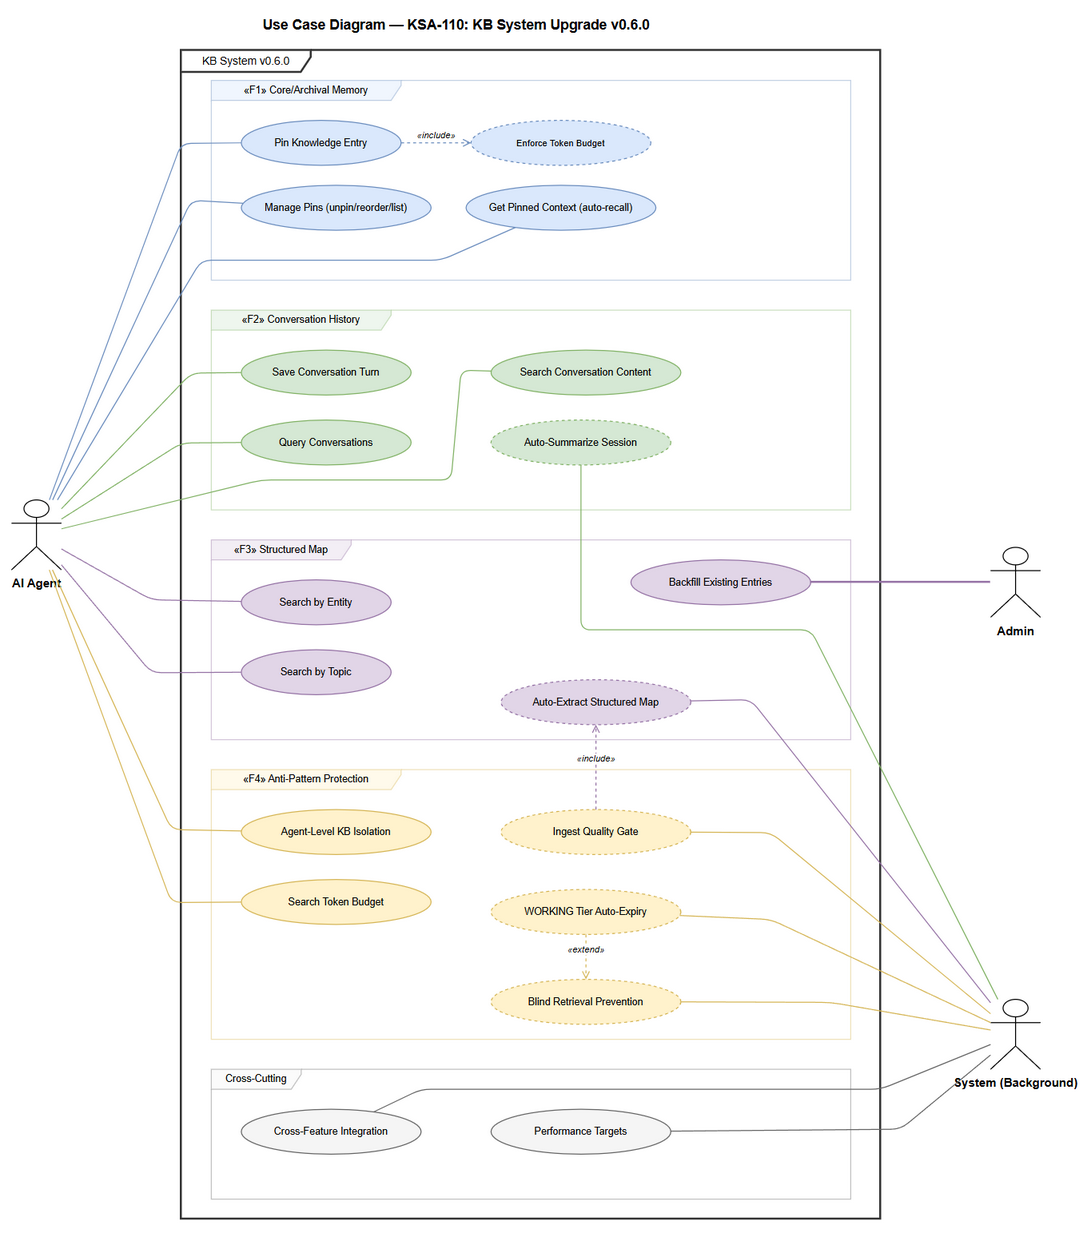 Use Case Diagram — KSA-110: KB System Upgrade v0.6.0
KB System v0.6.0
«F1» Core/Archival Memory
Pin Knowledge Entry
«include»
Enforce Token Budget
Manage Pins (unpin/reorder/list)
Get Pinned Context (auto-recall)
«F2» Conversation History
Save Conversation Turn
Search Conversation Content
Query Conversations
Auto-Summarize Session
AI Agent
«F3» Structured Map
Backfill Existing Entries
Search by Entity
Admin
Search by Topic
Auto-Extract Structured Map
«include»
«F4» Anti-Pattern Protection
Agent-Level KB Isolation
Ingest Quality Gate
Search Token Budget
WORKING Tier Auto-Expiry
«extend»
Blind Retrieval Prevention
System (Background)
Cross-Cutting
Cross-Feature Integration
Performance Targets